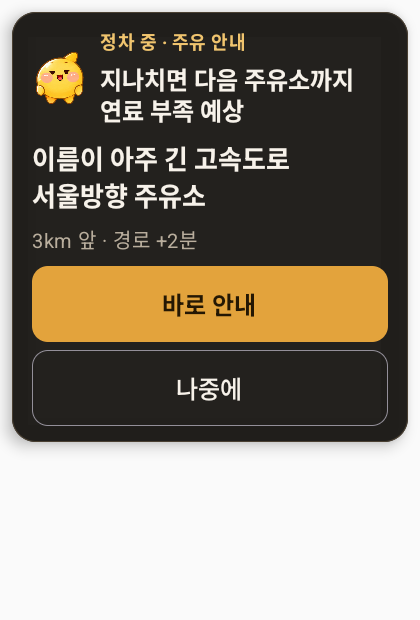 정차 중 · 주유 안내
지나치면 다음 주유소까지
연료 부족 예상
이름이 아주 긴 고속도로
서울방향 주유소
3km 앞 · 경로 +2분
바로 안내
나중에